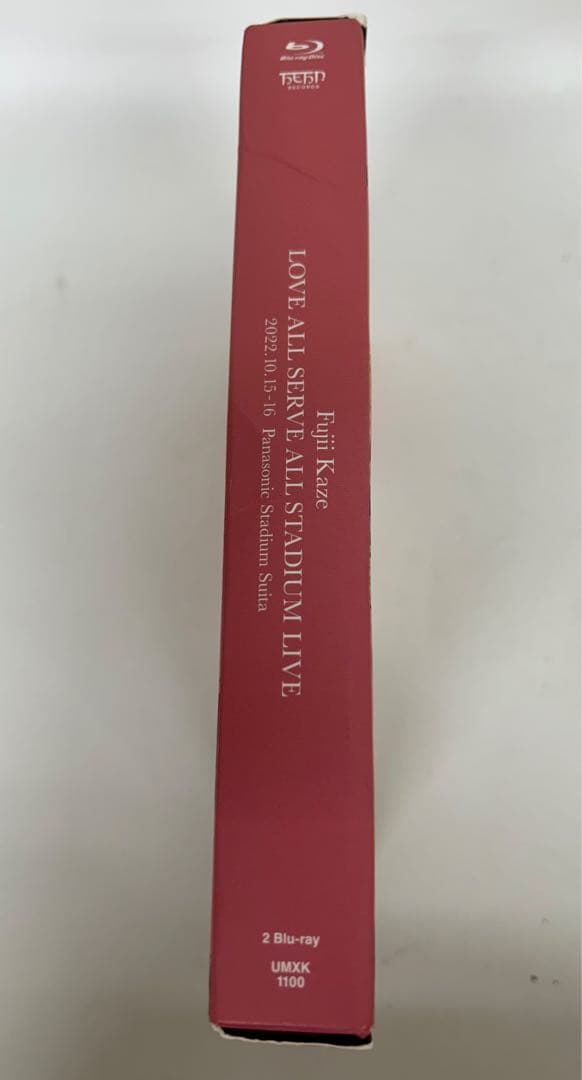 Blu-ray Disc
HEHN
RECORDS
Fujii Kaze
LOVE ALL SERVE ALL STADIUM LIVE
2022.10.15-16 Panasonic Stadium Suita
2 Blu-ray
UMXK
1100